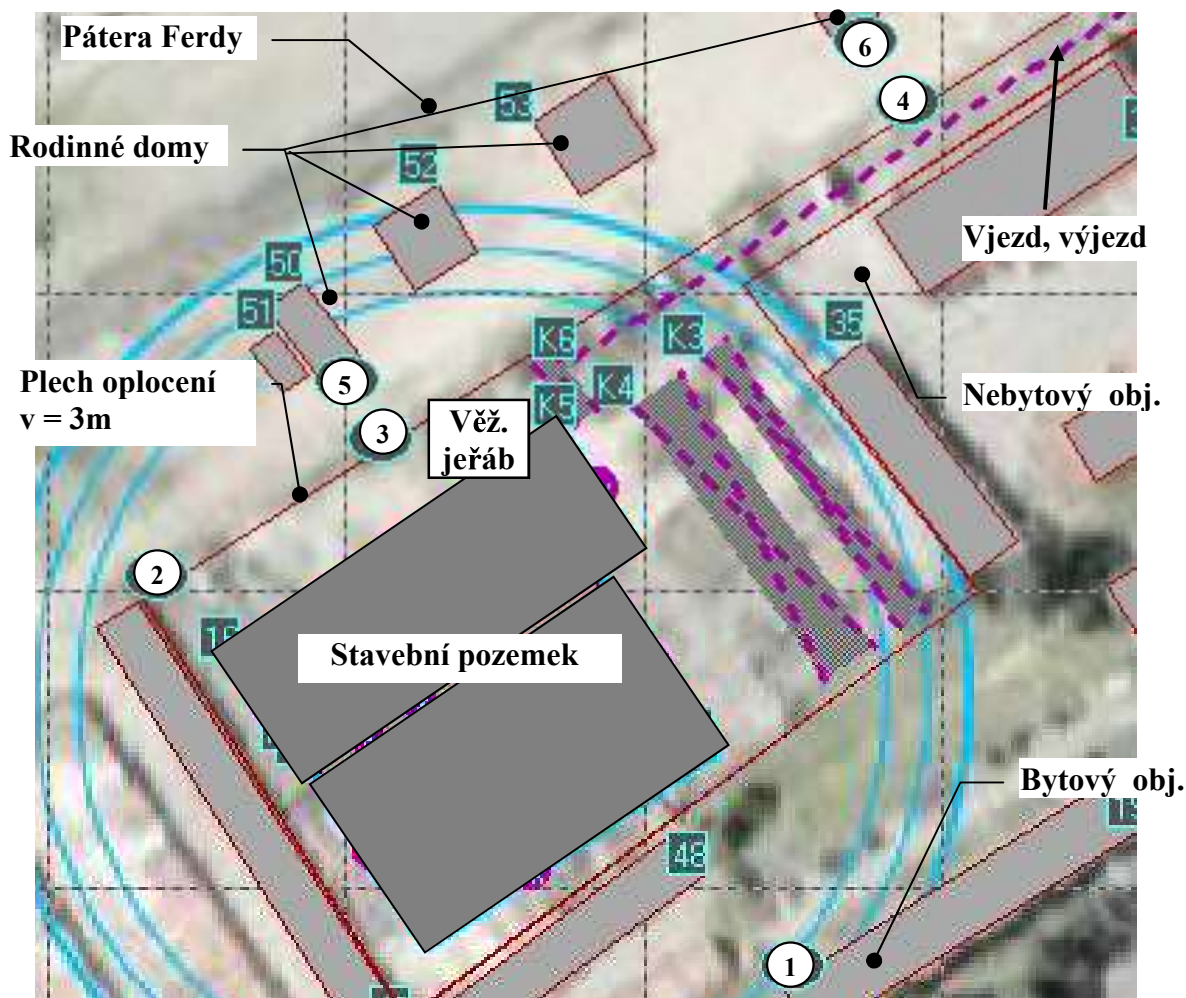 Pátera Ferdy
6
4
53
Rodinné domy
52
Vjezd, výjezd
50
51
35
K6
K3
Plech oplocení
v = 3m
5
K5
K4
Nebytový obj.
3
Věž.
jeřáb
2
Stavební pozemek
Bytový obj.
48
1